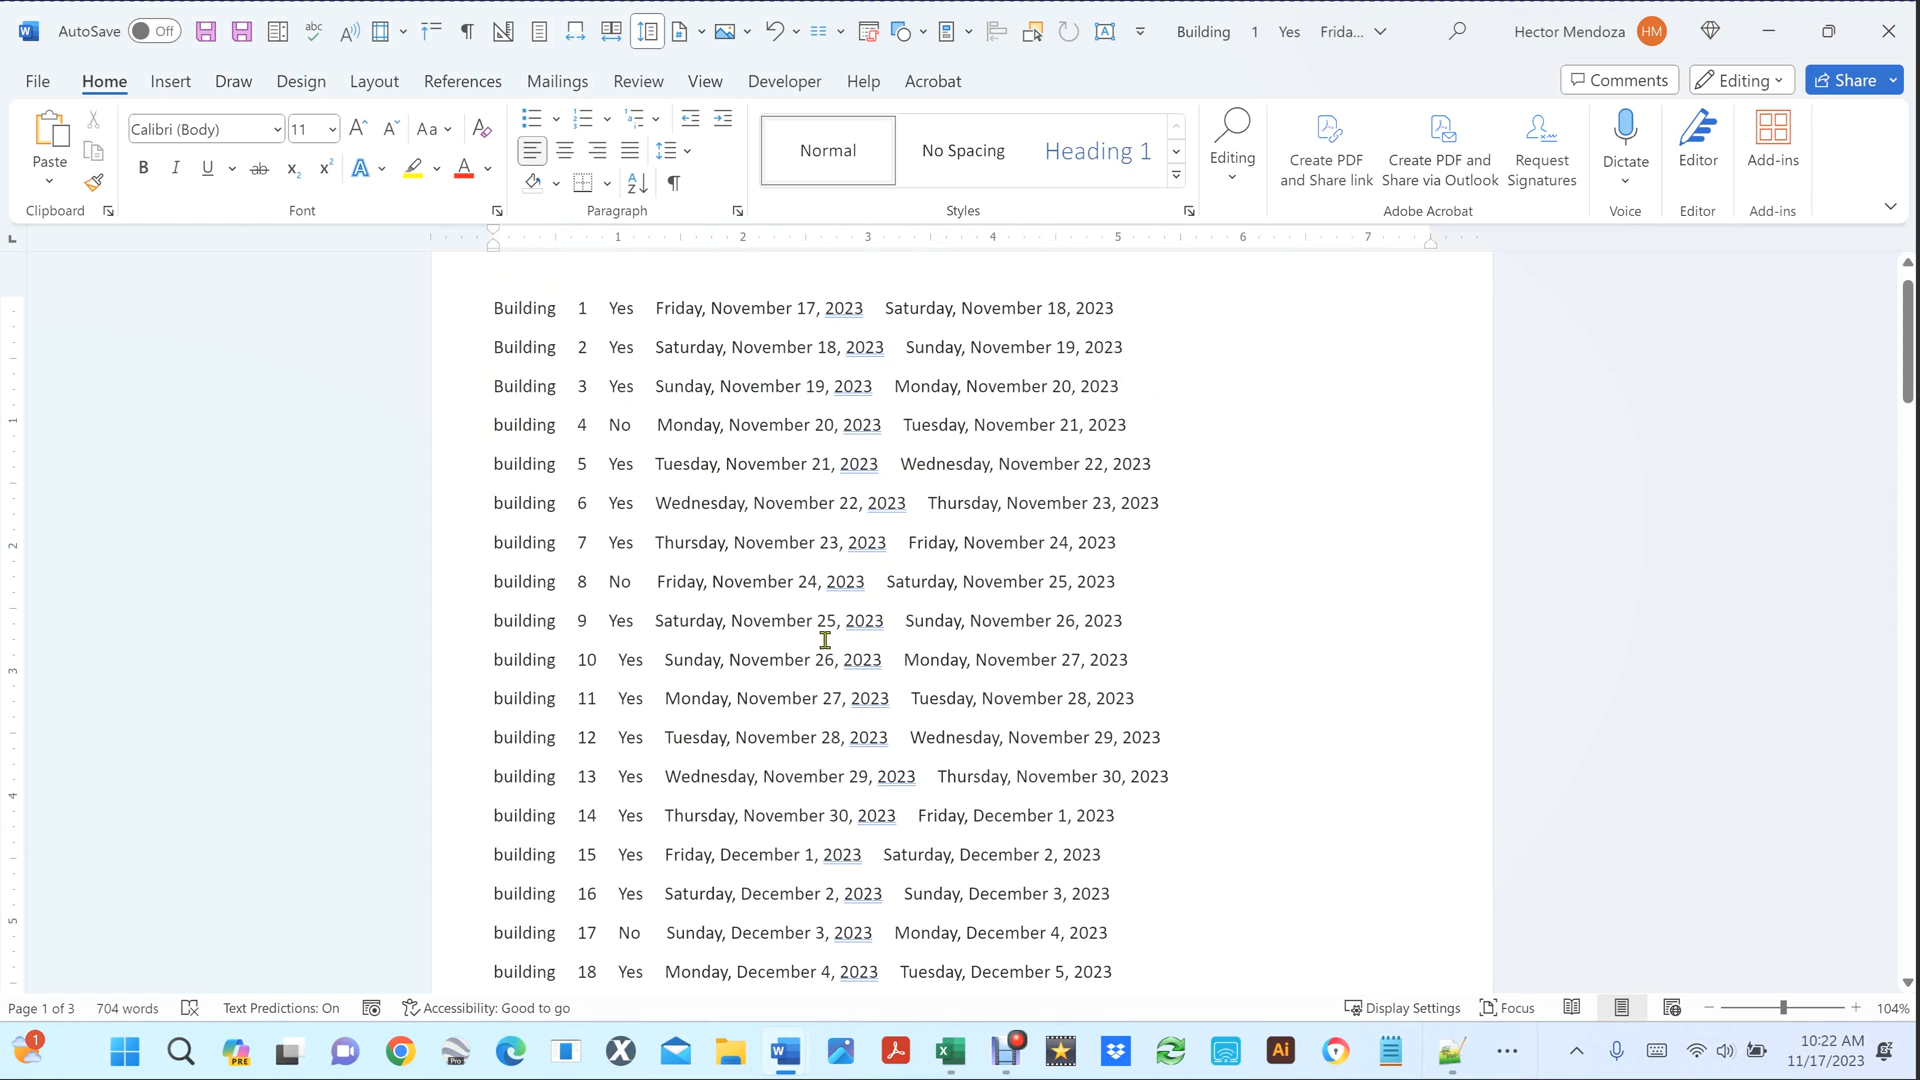 AutoSave Off
Building 1 Yes Frida...
Hector Mendoza HM
File Home Insert Draw Design Layout References Mailings Review View Developer Help Acrobat
Comments Editing Share
Paste
Calibri (Body) 11
Normal No Spacing Heading 1
Editing
Create PDF and Share link
Create PDF and Share via Outlook
Request Signatures
Dictate
Editor
Add-ins
Clipboard Font Paragraph Styles Adobe Acrobat Voice Editor Add-ins
1 2 3 4 5 6 7
Building 1 Yes Friday, November 17, 2023 Saturday, November 18, 2023
Building 2 Yes Saturday, November 18, 2023 Sunday, November 19, 2023
Building 3 Yes Sunday, November 19, 2023 Monday, November 20, 2023
building 4 No Monday, November 20, 2023 Tuesday, November 21, 2023
building 5 Yes Tuesday, November 21, 2023 Wednesday, November 22, 2023
building 6 Yes Wednesday, November 22, 2023 Thursday, November 23, 2023
building 7 Yes Thursday, November 23, 2023 Friday, November 24, 2023
building 8 No Friday, November 24, 2023 Saturday, November 25, 2023
building 9 Yes Saturday, November 25, 2023 Sunday, November 26, 2023
building 10 Yes Sunday, November 26, 2023 Monday, November 27, 2023
building 11 Yes Monday, November 27, 2023 Tuesday, November 28, 2023
building 12 Yes Tuesday, November 28, 2023 Wednesday, November 29, 2023
building 13 Yes Wednesday, November 29, 2023 Thursday, November 30, 2023
building 14 Yes Thursday, November 30, 2023 Friday, December 1, 2023
building 15 Yes Friday, December 1, 2023 Saturday, December 2, 2023
building 16 Yes Saturday, December 2, 2023 Sunday, December 3, 2023
building 17 No Sunday, December 3, 2023 Monday, December 4, 2023
building 18 Yes Monday, December 4, 2023 Tuesday, December 5, 2023
Page 1 of 3 704 words Text Predictions: On Accessibility: Good to go
Display Settings Focus 104%
10:22 AM
11/17/2023